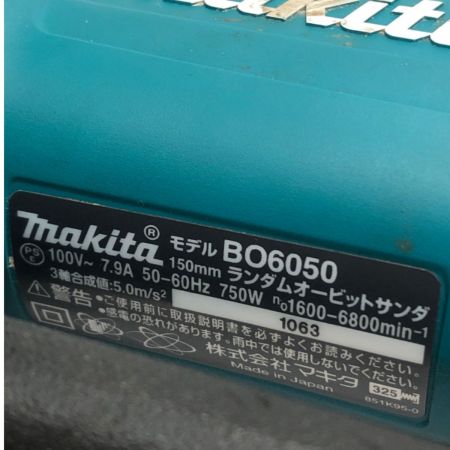 makita
makita® モデル BO6050
PSE 100V~ 7.9A 150mm ランダムオービットサンダ
3軸合成値:5.0m/s² 50-60Hz 750W n₀1600-6800min⁻¹
⚠警告 •ご使用前に取扱説明書を必ずよくお読みください。
•感電の恐れがあります。雨中では使用しないでください。
1063
株式会社 マキタ
Made in Japan
325
851K95-0